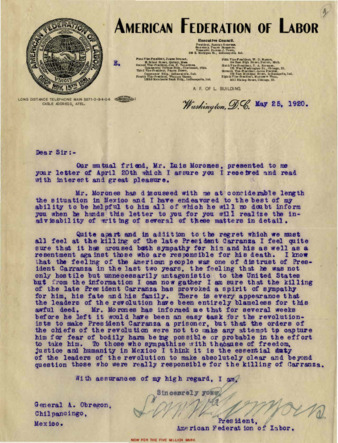 AMERICAN FEDERATION OF LABOR
Executive Council.
A. F. OF L. BUILDING
LONG DISTANCE TELEPHONE MAIN
CABLE ADDRESS, AFEL.
Washington, D.C. May 25, 1920.
Dear Sir:-
Our mutual friend, Mr. Luis Morones, presented to me
your letter of April 20th which I assure you I received and read
with interest and great pleasure.
Mr. Morones has discussed with me at considerable length
the situation in Mexico and I have endeavored to the best of my
ability to be helpful to him all of which he will no doubt inform
you when he hands this letter to you for you will realize the in-
advisability of writing of several of these matters in detail.
Quite apart and in addition to the regret which we must
all feel at the killing of the late President Carranza I feel quite
sure that it has aroused both sympathy for his and as well as a
resentment against those who are responsible for his death. I know
that the feeling of the American people was one of distrust of Pres-
ident Carranza in the last two years, the feeling that he was not
only hostile but unnecessarily antagonistic to the United States
but from the information I can now gather I am sure that the killing
of the late President Carranza has provoked a spirit of sympathy
for him, his fate and his family. There is every appearance that
the leaders of the revolution have been entirely blameless for this
awful deed. Mr. Morones has informed me that for several weeks
before he left it would have been an easy task for the revolution-
ists to make President Carranza a prisoner, but that the orders of
the chiefs of the revolution were not to make any attempt to capture
him for fear of bodily harm being possible or probable in the effort
to take him. To those who sympathize with the cause of freedom,
justice and humanity in Mexico I think it is the essential duty
of the leaders of the revolution to make absolutely clear and beyond
question those who were really responsible for the killing of Carranza.
With assurances of my high regard, I am,
Sincerely yours,
Saml Gompers
General A. Obregon,
Chilpancingo,
Mexico.
President,
American Federation of Labor.